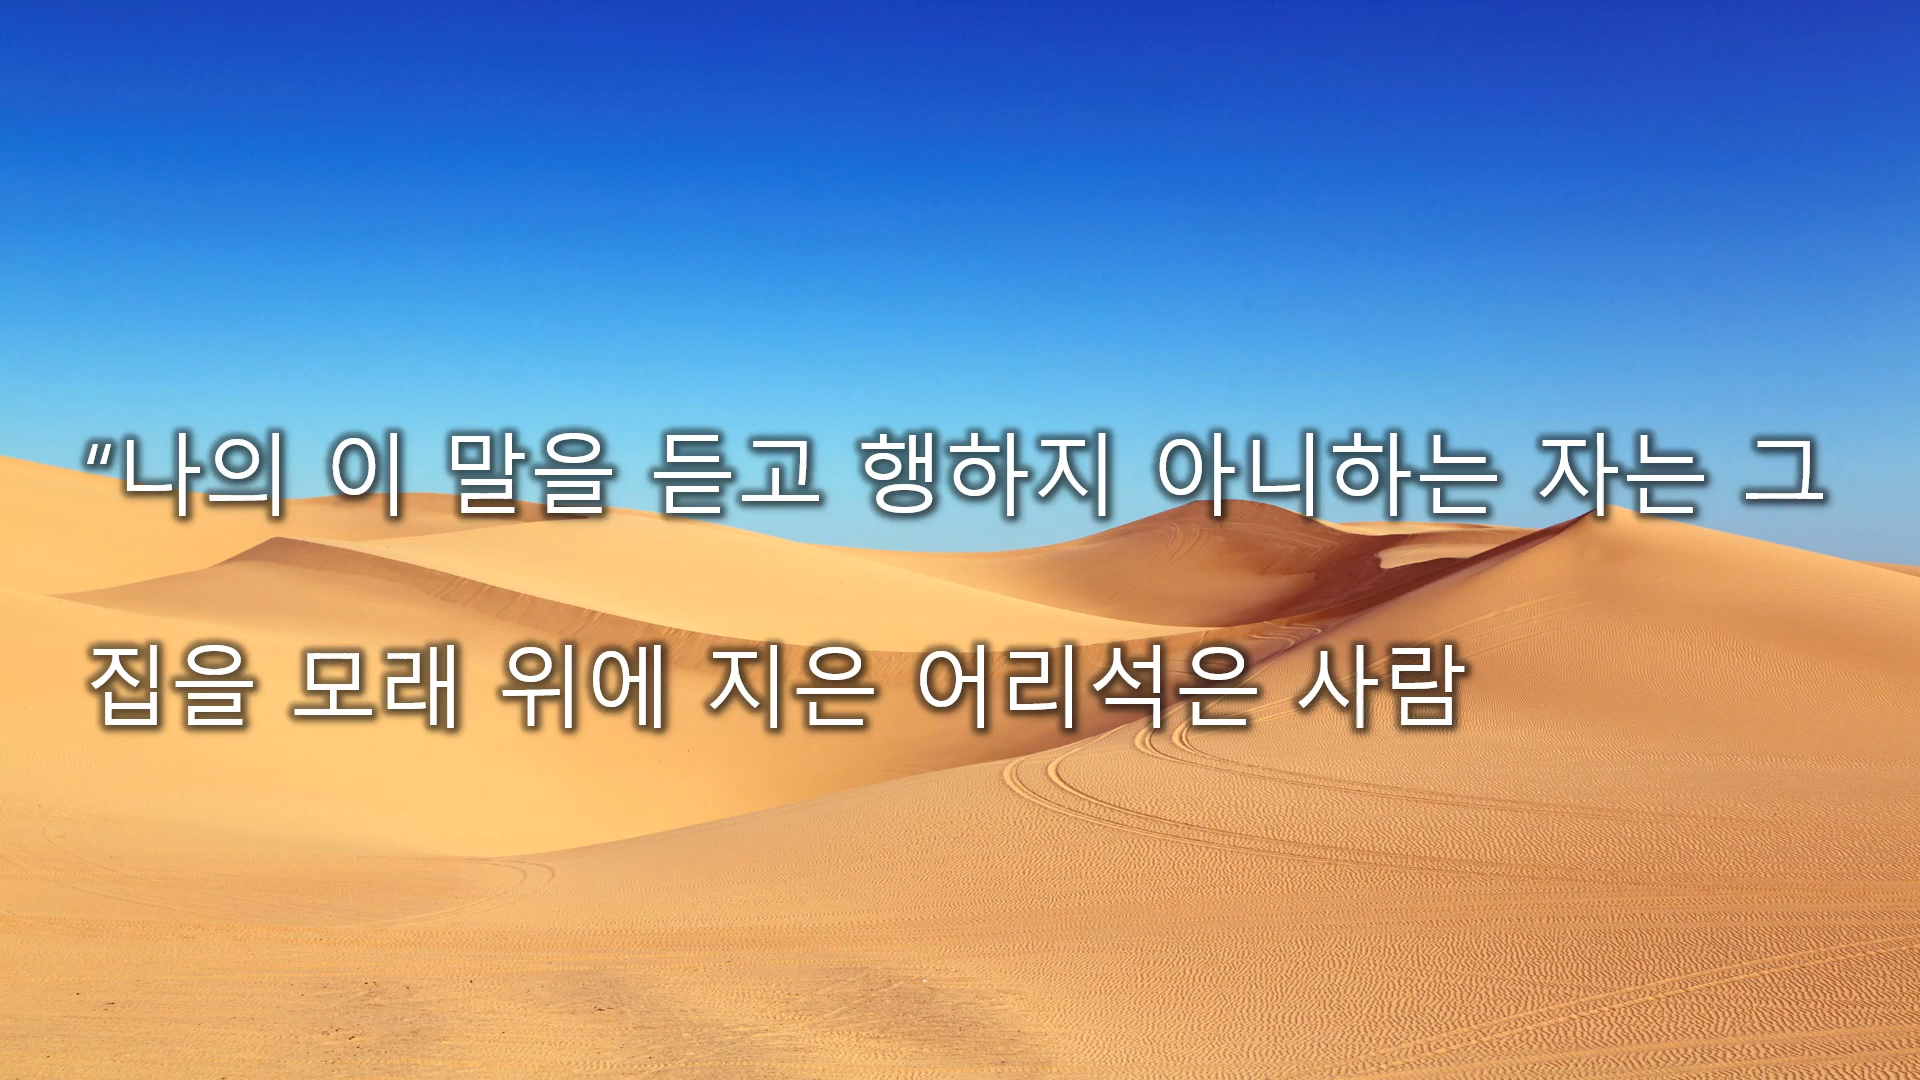 “나의 이 말을 듣고 행하지 아니하는 자는 그
집을 모래 위에 지은 어리석은 사람